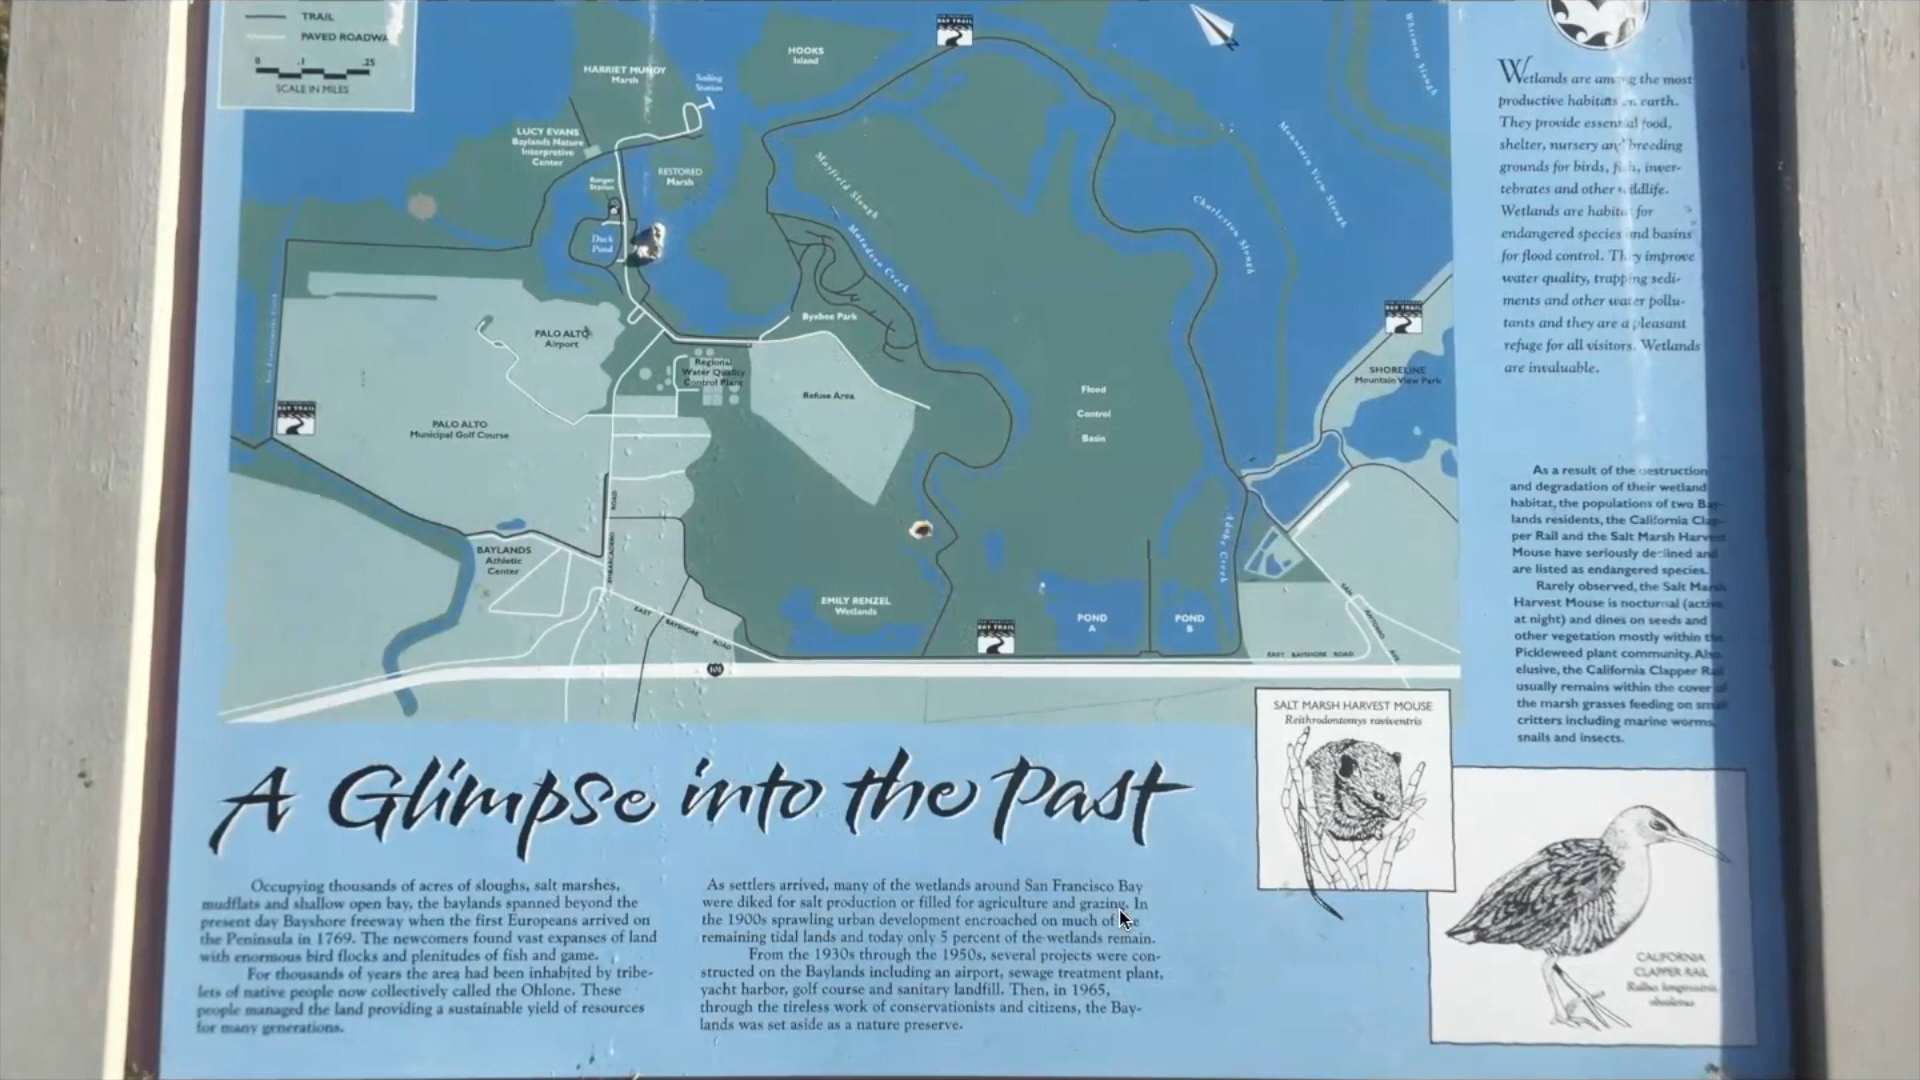 TRAIL
PAVED ROADWA
0 .1 .25
SCALE IN MILES
HARRIET MUNDY
Marsh
Sailing
Station
HOOKS
Island
BAY TRAIL
N
Whisman Slough
LUCY EVANS
Baylands Nature
Interpretive
Center
Ranger
Station
RESTORED
Marsh
Duck
Pond
Mayfield Slough
Matadero Creek
Charleston Slough
Mountain View Slough
BAY TRAIL
Byxbee Park
PALO ALTO
Airport
Regional
Water Quality
Control Plant
Refuse Area
SHORELINE
Mountain View Park
Flood
Control
Basin
BAY TRAIL
PALO ALTO
Municipal Golf Course
EMBARCADERO ROAD
BAYLANDS
Athletic
Center
Adobe Creek
EMILY RENZEL
Wetlands
BAY TRAIL
POND
A
POND
B
EAST BAYSHORE ROAD
EAST BAYSHORE ROAD
SAN ANTONIO AVE
101
Wetlands are among the most
productive habitats on earth.
They provide essential food,
shelter, nursery and breeding
grounds for birds, fish, inver-
tebrates and other wildlife.
Wetlands are habitat for
endangered species and basins
for flood control. They improve
water quality, trapping sedi-
ments and other water pollu-
tants and they are a pleasant
refuge for all visitors. Wetlands
are invaluable.
As a result of the destruction
and degradation of their wetland
habitat, the populations of two Bay-
lands residents, the California Clap-
per Rail and the Salt Marsh Harvest
Mouse have seriously declined and
are listed as endangered species.
Rarely observed, the Salt Marsh
Harvest Mouse is nocturnal (active
at night) and dines on seeds and
other vegetation mostly within the
Pickleweed plant community. Also
elusive, the California Clapper Rail
usually remains within the cover of
the marsh grasses feeding on small
critters including marine worms,
snails and insects.
SALT MARSH HARVEST MOUSE
Reithrodontomys raviventris
CALIFORNIA
CLAPPER RAIL
Rallus longirostris
obsoletus
A Glimpse into the Past
Occupying thousands of acres of sloughs, salt marshes,
mudflats and shallow open bay, the baylands spanned beyond the
present day Bayshore freeway when the first Europeans arrived on
the Peninsula in 1769. The newcomers found vast expanses of land
with enormous bird flocks and plenitudes of fish and game.
For thousands of years the area had been inhabited by tribe-
lets of native people now collectively called the Ohlone. These
people managed the land providing a sustainable yield of resources
for many generations.
As settlers arrived, many of the wetlands around San Francisco Bay
were diked for salt production or filled for agriculture and grazing. In
the 1900s sprawling urban development encroached on much of the
remaining tidal lands and today only 5 percent of the wetlands remain.
From the 1930s through the 1950s, several projects were con-
structed on the Baylands including an airport, sewage treatment plant,
yacht harbor, golf course and sanitary landfill. Then, in 1965,
through the tireless work of conservationists and citizens, the Bay-
lands was set aside as a nature preserve.